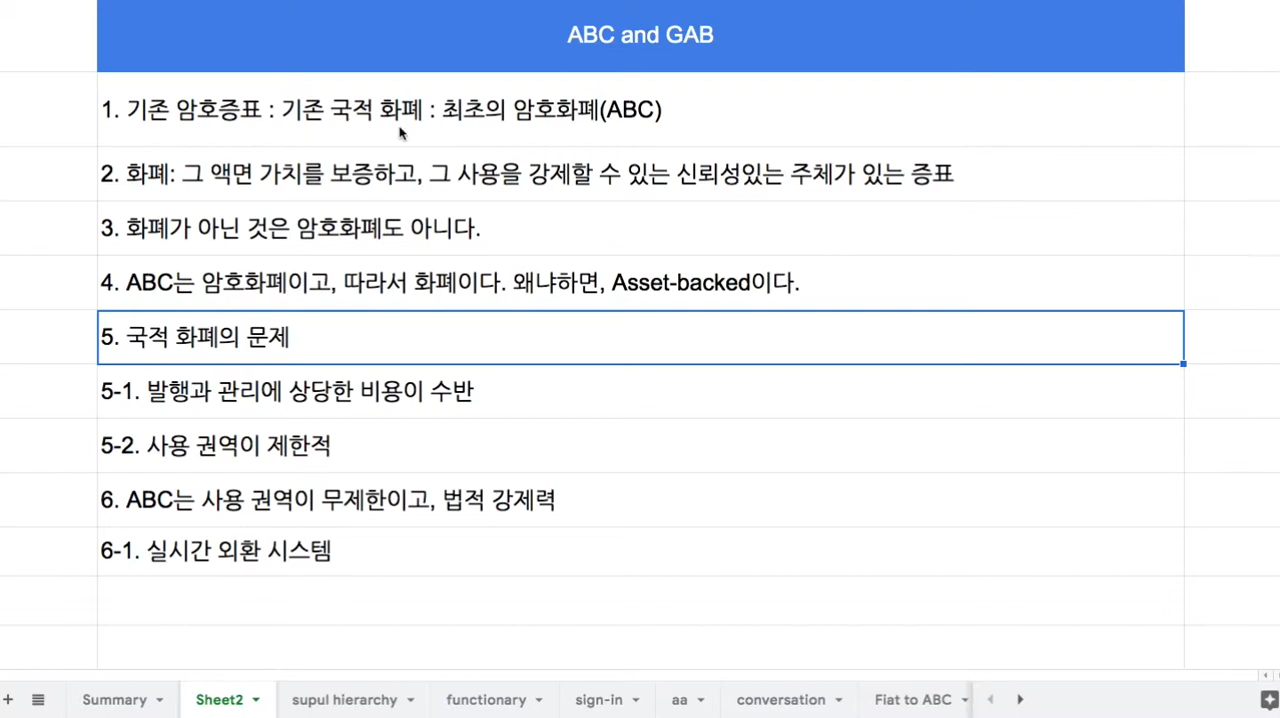 ABC and GAB
1. 기존 암호증표 : 기존 국적 화폐 : 최초의 암호화폐(ABC)
2. 화폐: 그 액면 가치를 보증하고, 그 사용을 강제할 수 있는 신뢰성있는 주체가 있는 증표
3. 화폐가 아닌 것은 암호화폐도 아니다.
4. ABC는 암호화폐이고, 따라서 화폐이다. 왜냐하면, Asset-backed이다.
5. 국적 화폐의 문제
5-1. 발행과 관리에 상당한 비용이 수반
5-2. 사용 권역이 제한적
6. ABC는 사용 권역이 무제한이고, 법적 강제력
6-1. 실시간 외환 시스템
Summary Sheet2 supul hierarchy functionary sign-in aa conversation Fiat to ABC